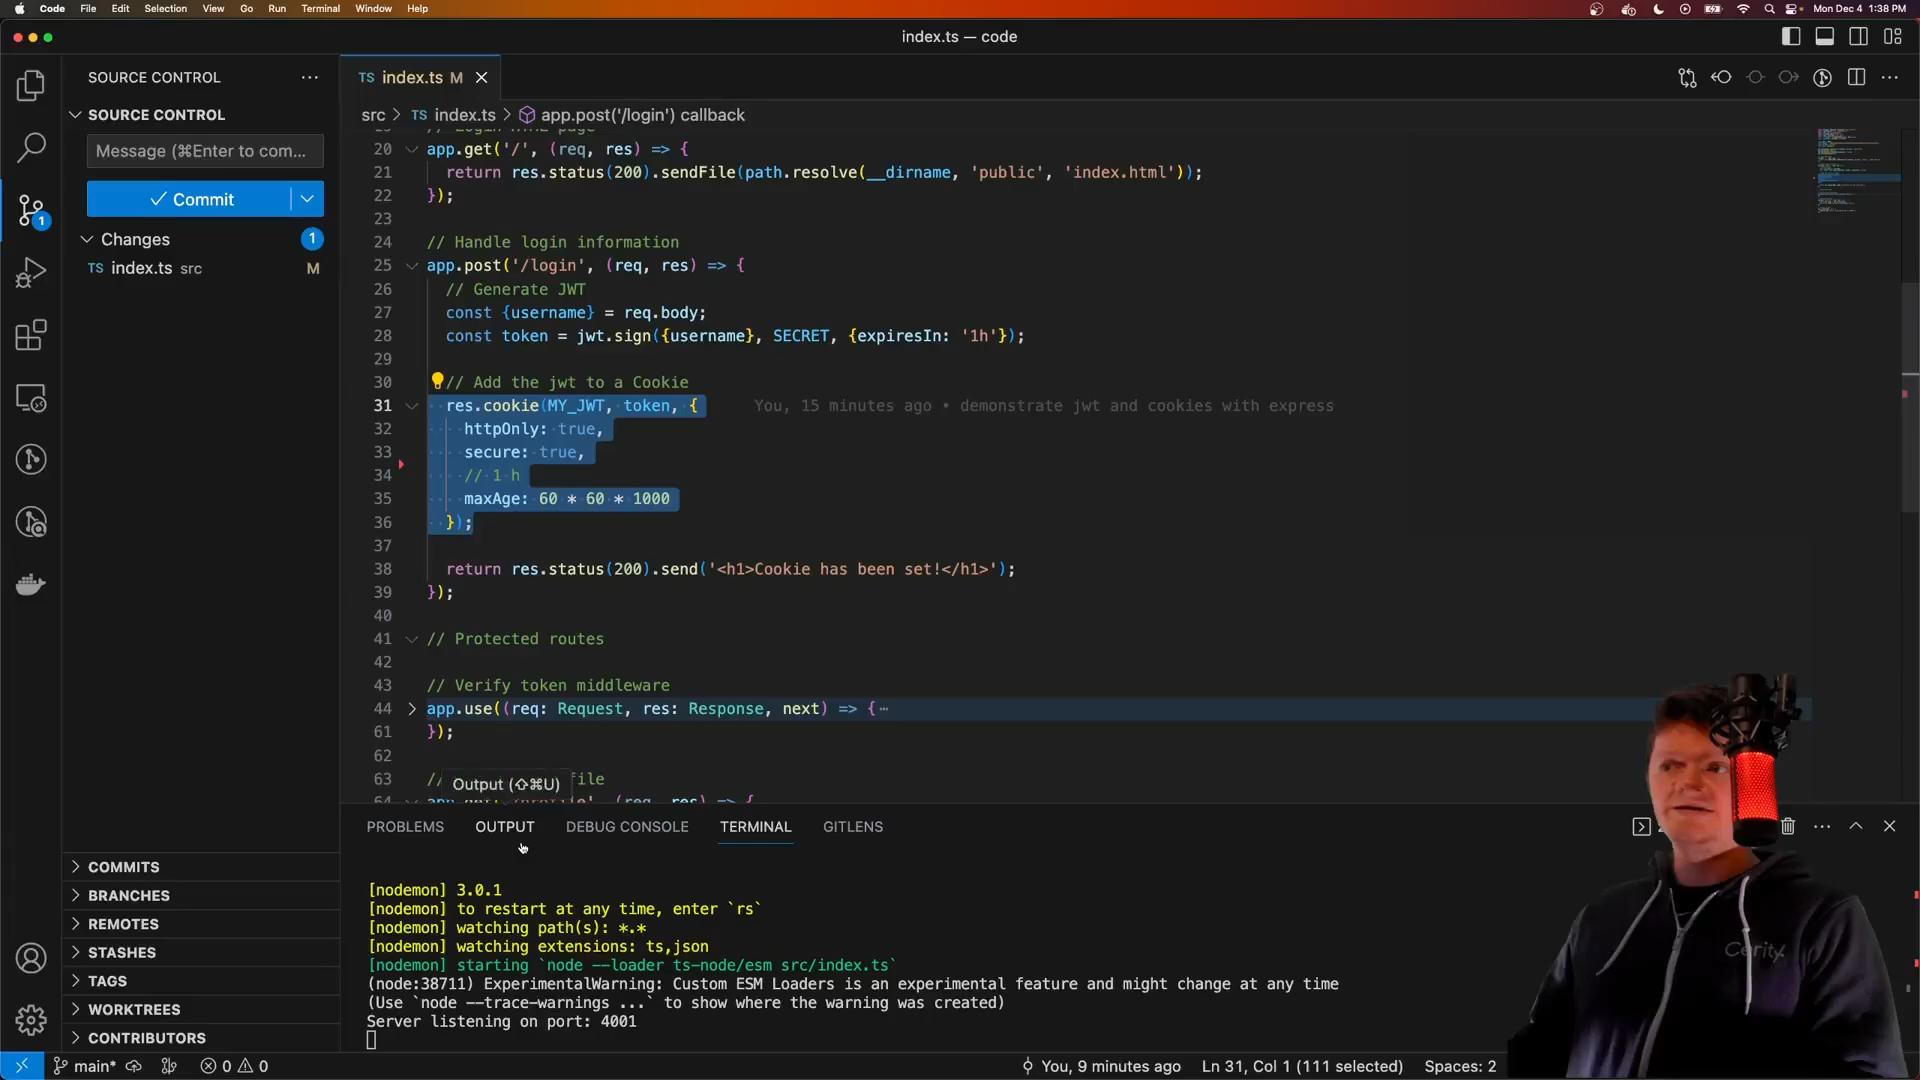 Code File Edit Selection View Go Run Terminal Window Help
Mon Dec 4 1:38 PM
index.ts — code
SOURCE CONTROL
TS index.ts M
SOURCE CONTROL
src > TS index.ts > app.post('/login') callback
Message (⌘Enter to com...
Commit
Changes 1
TS index.ts src M
1
20 app.get('/', (req, res) => {
21 return res.status(200).sendFile(path.resolve(__dirname, 'public', 'index.html'));
22 });
23
24 // Handle login information
25 app.post('/login', (req, res) => {
26 // Generate JWT
27 const {username} = req.body;
28 const token = jwt.sign({username}, SECRET, {expiresIn: '1h'});
29
30 // Add the jwt to a Cookie
31 res.cookie(MY_JWT, token, { You, 15 minutes ago • demonstrate jwt and cookies with express
32 httpOnly: true,
33 secure: true,
34 // 1 h
35 maxAge: 60 * 60 * 1000
36 });
37
38 return res.status(200).send('<h1>Cookie has been set!</h1>');
39 });
40
41 // Protected routes
42
43 // Verify token middleware
44 app.use((req: Request, res: Response, next) => {⋯
61 });
62
63 // file
Output (⇧⌘U)
64 (req, res) => {
PROBLEMS OUTPUT DEBUG CONSOLE TERMINAL GITLENS
[nodemon] 3.0.1
[nodemon] to restart at any time, enter `rs`
[nodemon] watching path(s): *.*
[nodemon] watching extensions: ts,json
[nodemon] starting `node --loader ts-node/esm src/index.ts`
(node:38711) ExperimentalWarning: Custom ESM Loaders is an experimental feature and might change at any time
(Use `node --trace-warnings ...` to show where the warning was created)
Server listening on port: 4001
COMMITS
BRANCHES
REMOTES
STASHES
TAGS
WORKTREES
CONTRIBUTORS
main* 0 0
You, 9 minutes ago Ln 31, Col 1 (111 selected) Spaces: 2
Cerity.